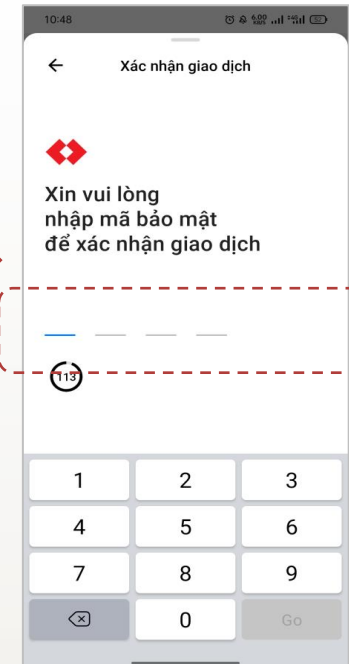 10:48
Xác nhận giao dịch
Xin vui lòng
nhập mã bảo mật
để xác nhận giao dịch
113
1 2 3
4 5 6
7 8 9
0 Go